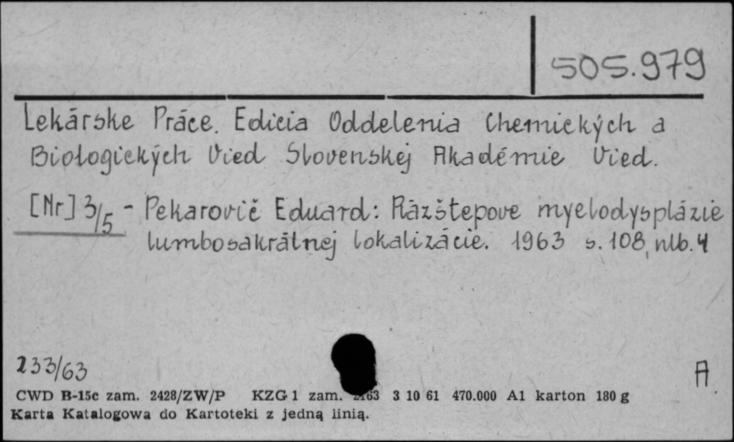 505.979
Lekárske Práce. Edicia Oddelenia Chemických a
Biologických Vied Slovenskej Akadémie Vied.
[Nr] 3/5 - Pekarovič Eduard: Rázštepove myelodysplázie
lumbosakrálnej lokalizácie. 1963 s. 108, nlb. 4
233/63
A
CWD B-15c zam. 2428/ZW/P KZG 1 zam. 3 10 61 470.000 A1 karton 180 g
Karta Katalogowa do Kartoteki z jedną linią.